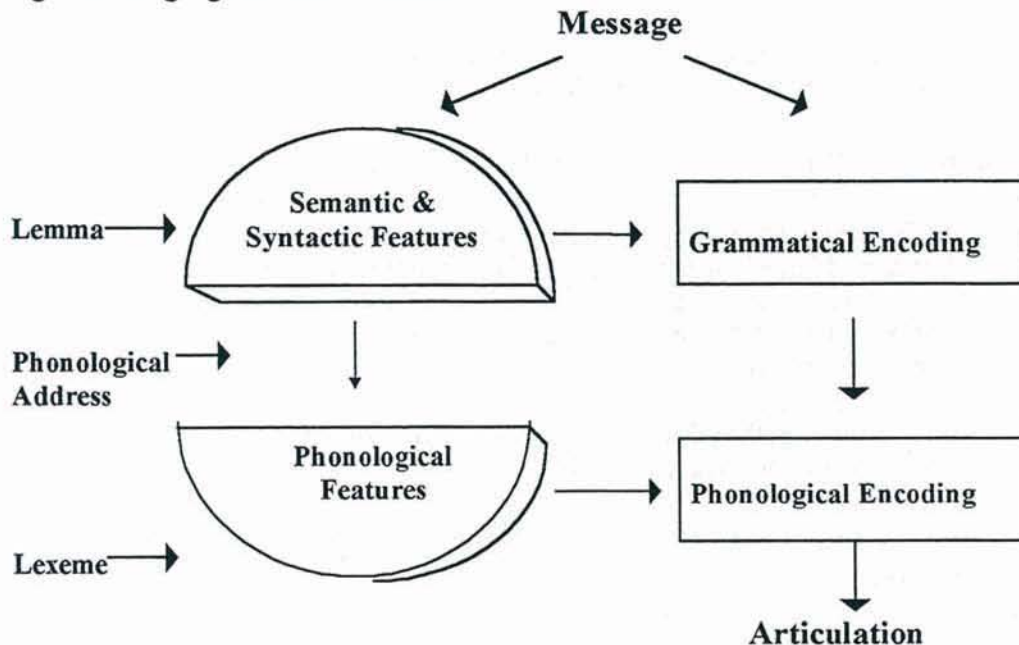 Message
Semantic &
Syntactic Features
Lemma
Grammatical Encoding
Phonological
Address
Phonological
Features
Phonological Encoding
Lexeme
Articulation